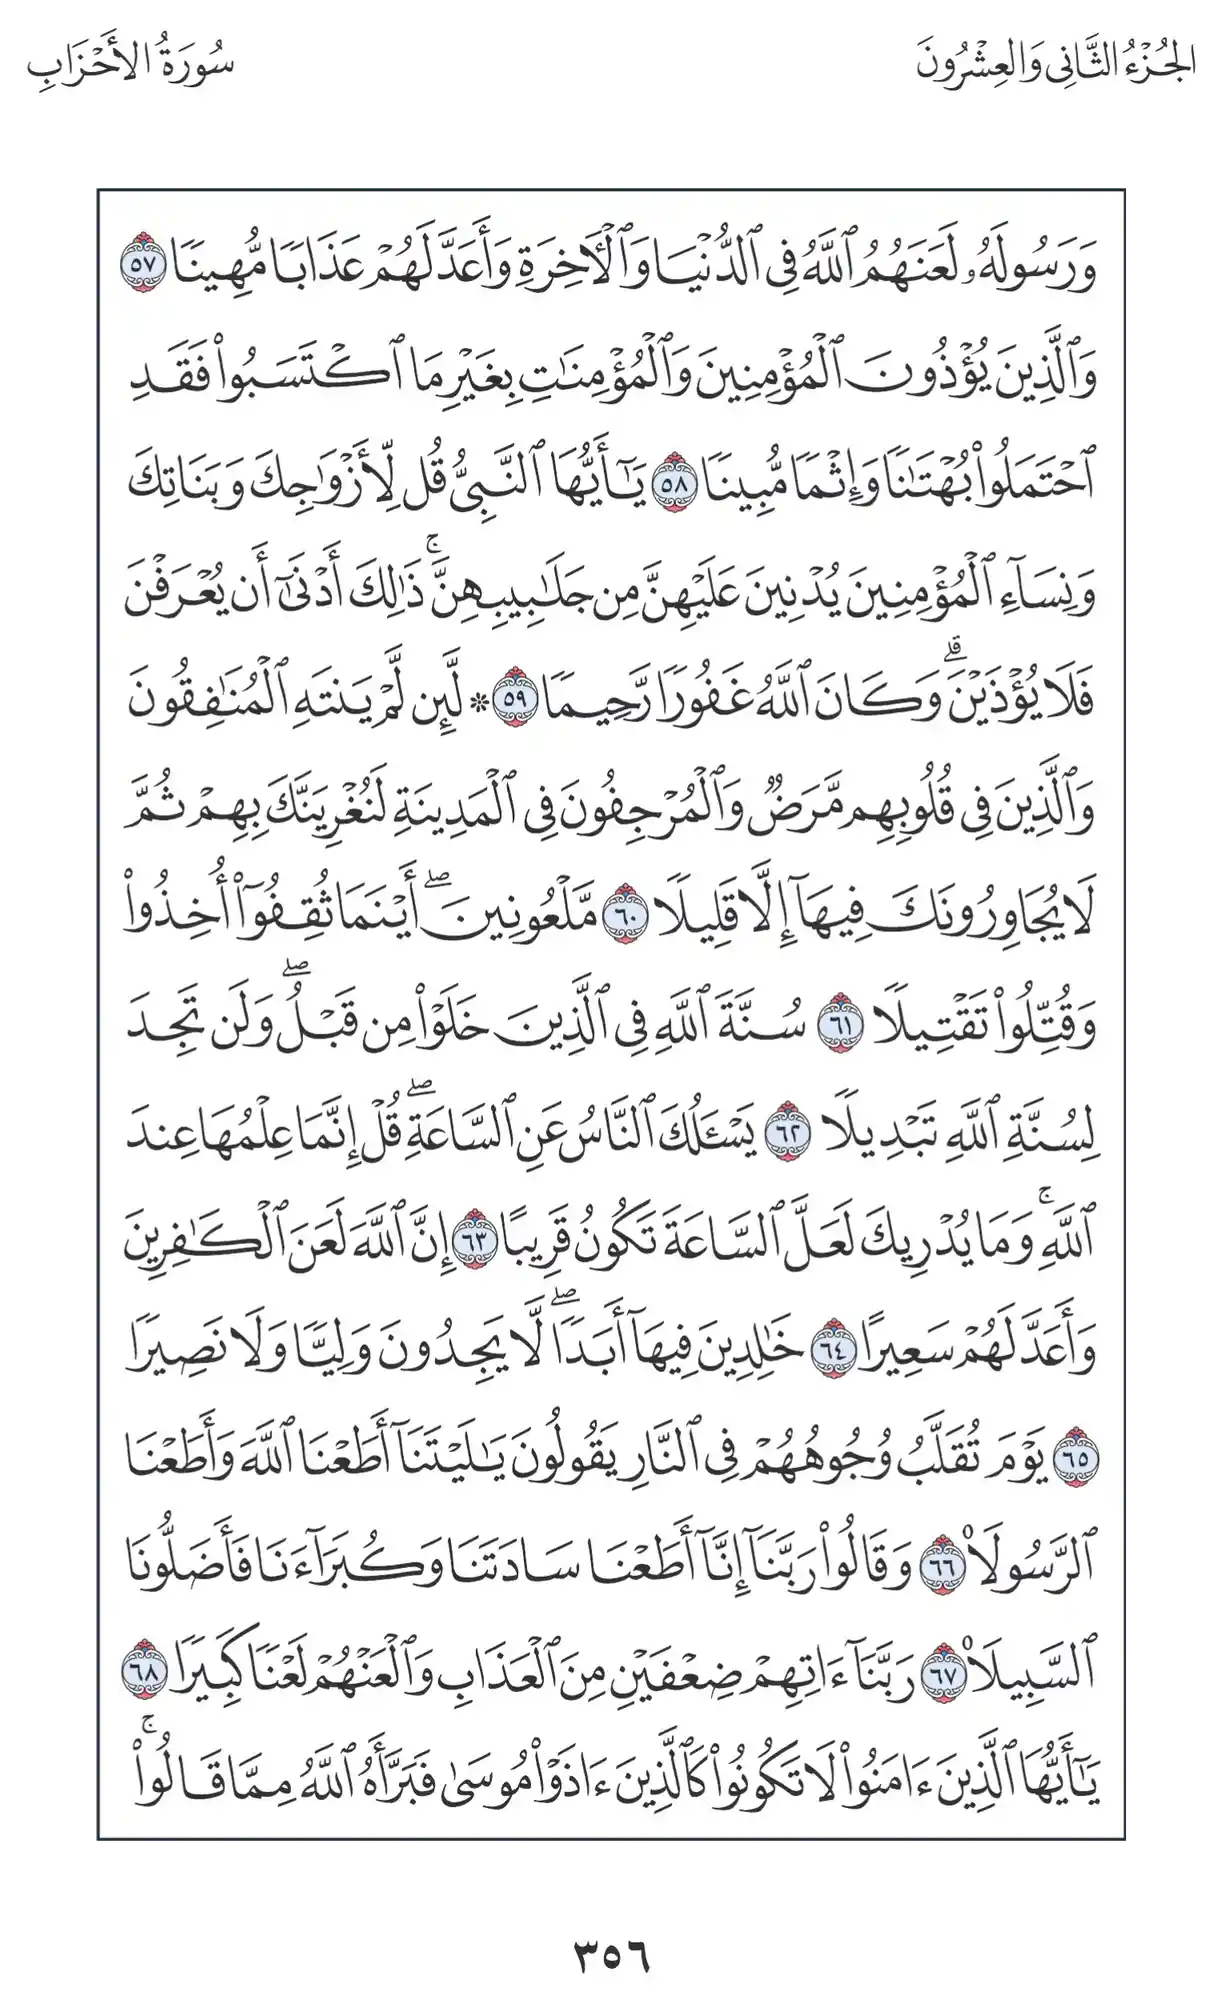 الجُزْءُ الثَّانِي وَالعِشْرُونَ
سُورَةُ الأَحْزَابِ
وَرَسُولَهُۥ لَعَنَهُمُ ٱللَّهُ فِي ٱلدُّنْيَا وَٱلْأٓخِرَةِ وَأَعَدَّ لَهُمْ عَذَابًا مُّهِينًا ٥٧
وَٱلَّذِينَ يُؤْذُونَ ٱلْمُؤْمِنِينَ وَٱلْمُؤْمِنَٰتِ بِغَيْرِ مَا ٱكْتَسَبُوا۟ فَقَدِ
ٱحْتَمَلُوا۟ بُهْتَٰنًا وَإِثْمًا مُّبِينًا ٥٨ يَٰٓأَيُّهَا ٱلنَّبِىُّ قُل لِّأَزْوَٰجِكَ وَبَنَاتِكَ
وَنِسَآءِ ٱلْمُؤْمِنِينَ يُدْنِينَ عَلَيْهِنَّ مِن جَلَٰبِيبِهِنَّ ۚ ذَٰلِكَ أَدْنَىٰٓ أَن يُعْرَفْنَ
فَلَا يُؤْذَيْنَ ۗ وَكَانَ ٱللَّهُ غَفُورًا رَّحِيمًا ٥٩ * لَّئِن لَّمْ يَنتَهِ ٱلْمُنَٰفِقُونَ
وَٱلَّذِينَ فِي قُلُوبِهِم مَّرَضٌ وَٱلْمُرْجِفُونَ فِي ٱلْمَدِينَةِ لَنُغْرِيَنَّكَ بِهِمْ ثُمَّ
لَا يُجَاوِرُونَكَ فِيهَآ إِلَّا قَلِيلًا ٦٠ مَّلْعُونِينَ ۖ أَيْنَمَا ثُقِفُوٓا۟ أُخِذُوا۟
وَقُتِّلُوا۟ تَقْتِيلًا ٦١ سُنَّةَ ٱللَّهِ فِي ٱلَّذِينَ خَلَوْا۟ مِن قَبْلُ ۖ وَلَن تَجِدَ
لِسُنَّةِ ٱللَّهِ تَبْدِيلًا ٦٢ يَسْـَٔلُكَ ٱلنَّاسُ عَنِ ٱلسَّاعَةِ ۖ قُلْ إِنَّمَا عِلْمُهَا عِندَ
ٱللَّهِ ۚ وَمَا يُدْرِيكَ لَعَلَّ ٱلسَّاعَةَ تَكُونُ قَرِيبًا ٦٣ إِنَّ ٱللَّهَ لَعَنَ ٱلْكَٰفِرِينَ
وَأَعَدَّ لَهُمْ سَعِيرًا ٦٤ خَٰلِدِينَ فِيهَآ أَبَدًا ۖ لَّا يَجِدُونَ وَلِيًّا وَلَا نَصِيرًا
٦٥ يَوْمَ تُقَلَّبُ وُجُوهُهُمْ فِي ٱلنَّارِ يَقُولُونَ يَٰلَيْتَنَآ أَطَعْنَا ٱللَّهَ وَأَطَعْنَا
ٱلرَّسُولَا۠ ٦٦ وَقَالُوا۟ رَبَّنَآ إِنَّآ أَطَعْنَا سَادَتَنَا وَكُبَرَآءَنَا فَأَضَلُّونَا
ٱلسَّبِيلَا۠ ٦٧ رَبَّنَآ ءَاتِهِمْ ضِعْفَيْنِ مِنَ ٱلْعَذَابِ وَٱلْعَنْهُمْ لَعْنًا كَبِيرًا ٦٨
يَٰٓأَيُّهَا ٱلَّذِينَ ءَامَنُوا۟ لَا تَكُونُوا۟ كَٱلَّذِينَ ءَاذَوْا۟ مُوسَىٰ فَبَرَّأَهُ ٱللَّهُ مِمَّا قَالُوا۟ ۚ
٣٥٦